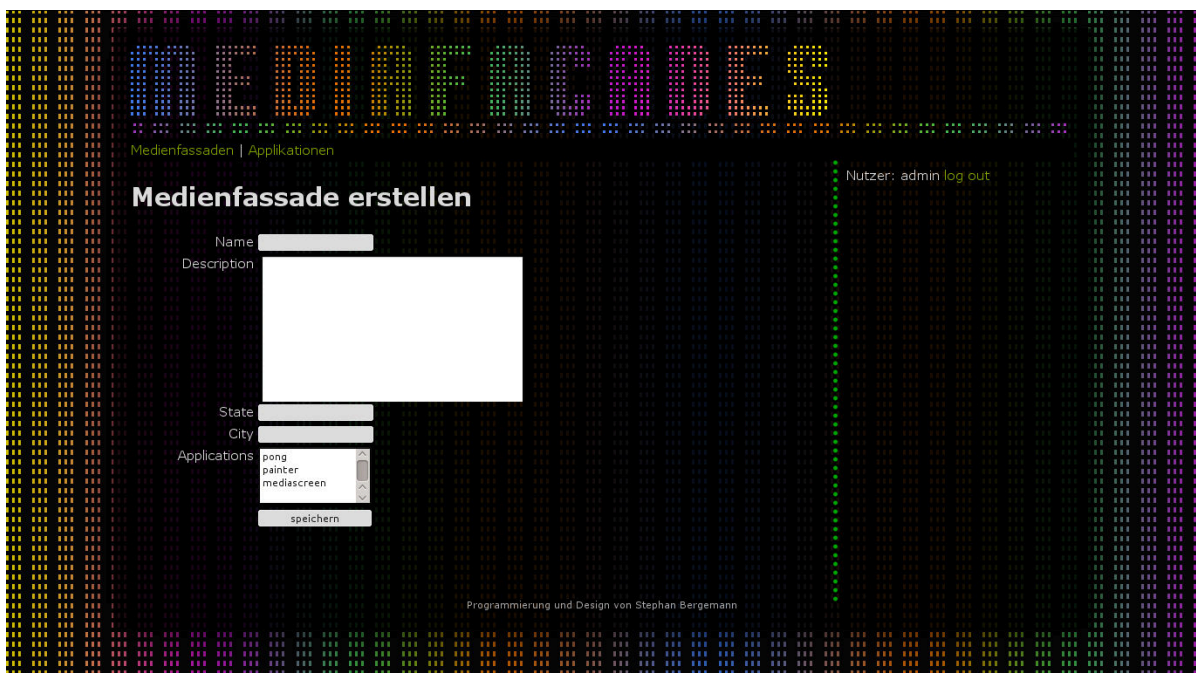 MEDIAFACADES
Medienfassaden | Applikationen
Nutzer: admin log out
Medienfassade erstellen
Name
Description
State
City
Applications
pong
painter
mediascreen
speichern
Programmierung und Design von Stephan Bergemann